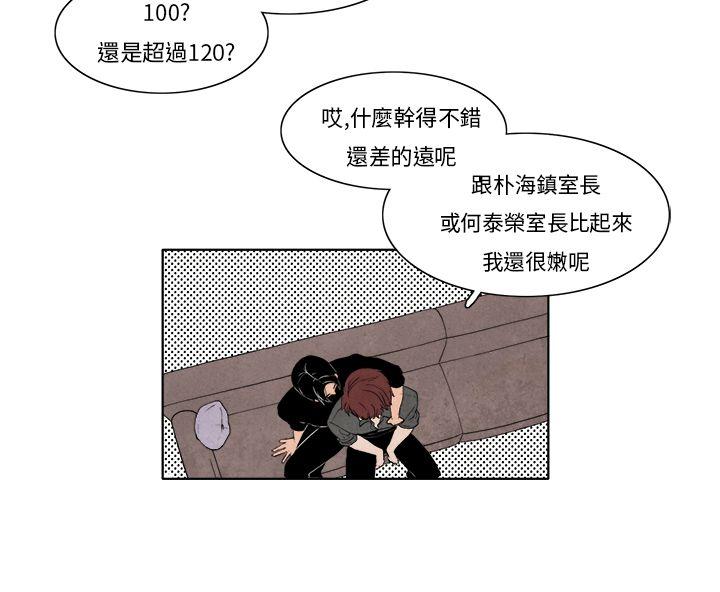 100?
還是超過120?
哎,什麼幹得不錯
還差的遠呢
跟朴海鎮室長
或何泰榮室長比起來
我還很嫩呢